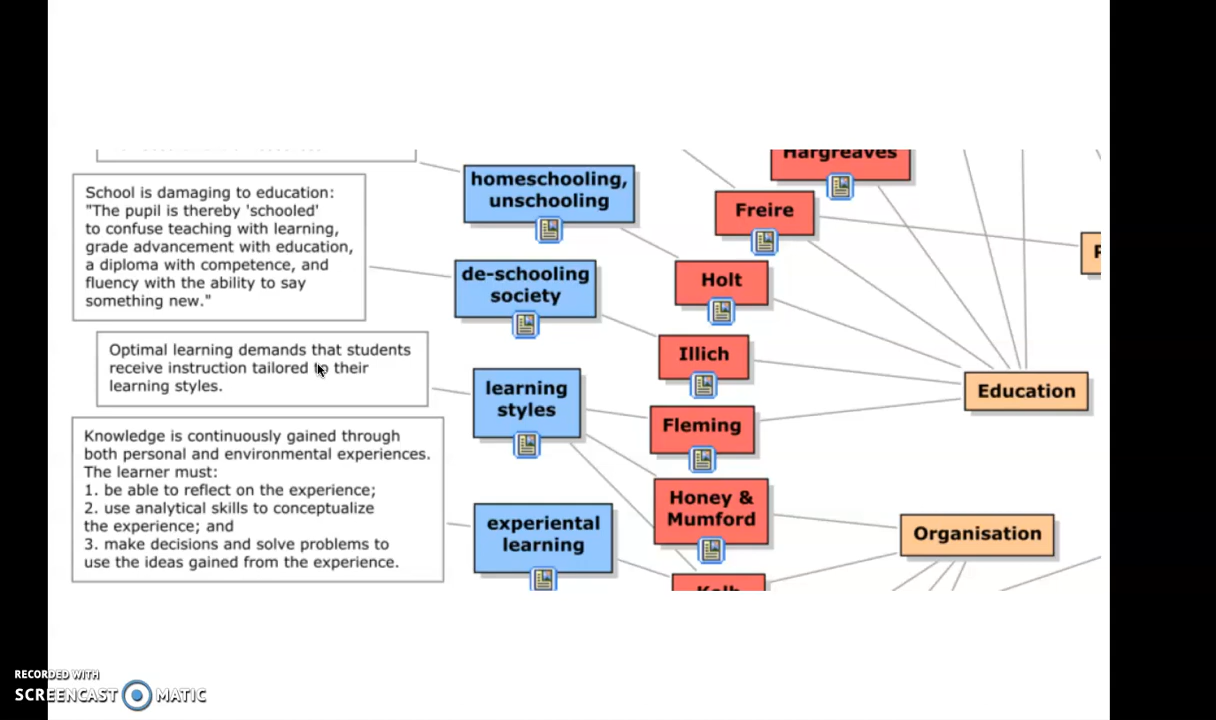 Hargreaves
homeschooling,
unschooling
Freire
School is damaging to education:
"The pupil is thereby 'schooled'
to confuse teaching with learning,
grade advancement with education,
a diploma with competence, and
fluency with the ability to say
something new."
de-schooling
society
Holt
Illich
Optimal learning demands that students
receive instruction tailored to their
learning styles.
learning
styles
Fleming
Education
Knowledge is continuously gained through
both personal and environmental experiences.
The learner must:
1. be able to reflect on the experience;
2. use analytical skills to conceptualize
the experience; and
3. make decisions and solve problems to
use the ideas gained from the experience.
experiental
learning
Honey &
Mumford
Organisation
Kolb
RECORDED WITH
SCREENCAST MATIC